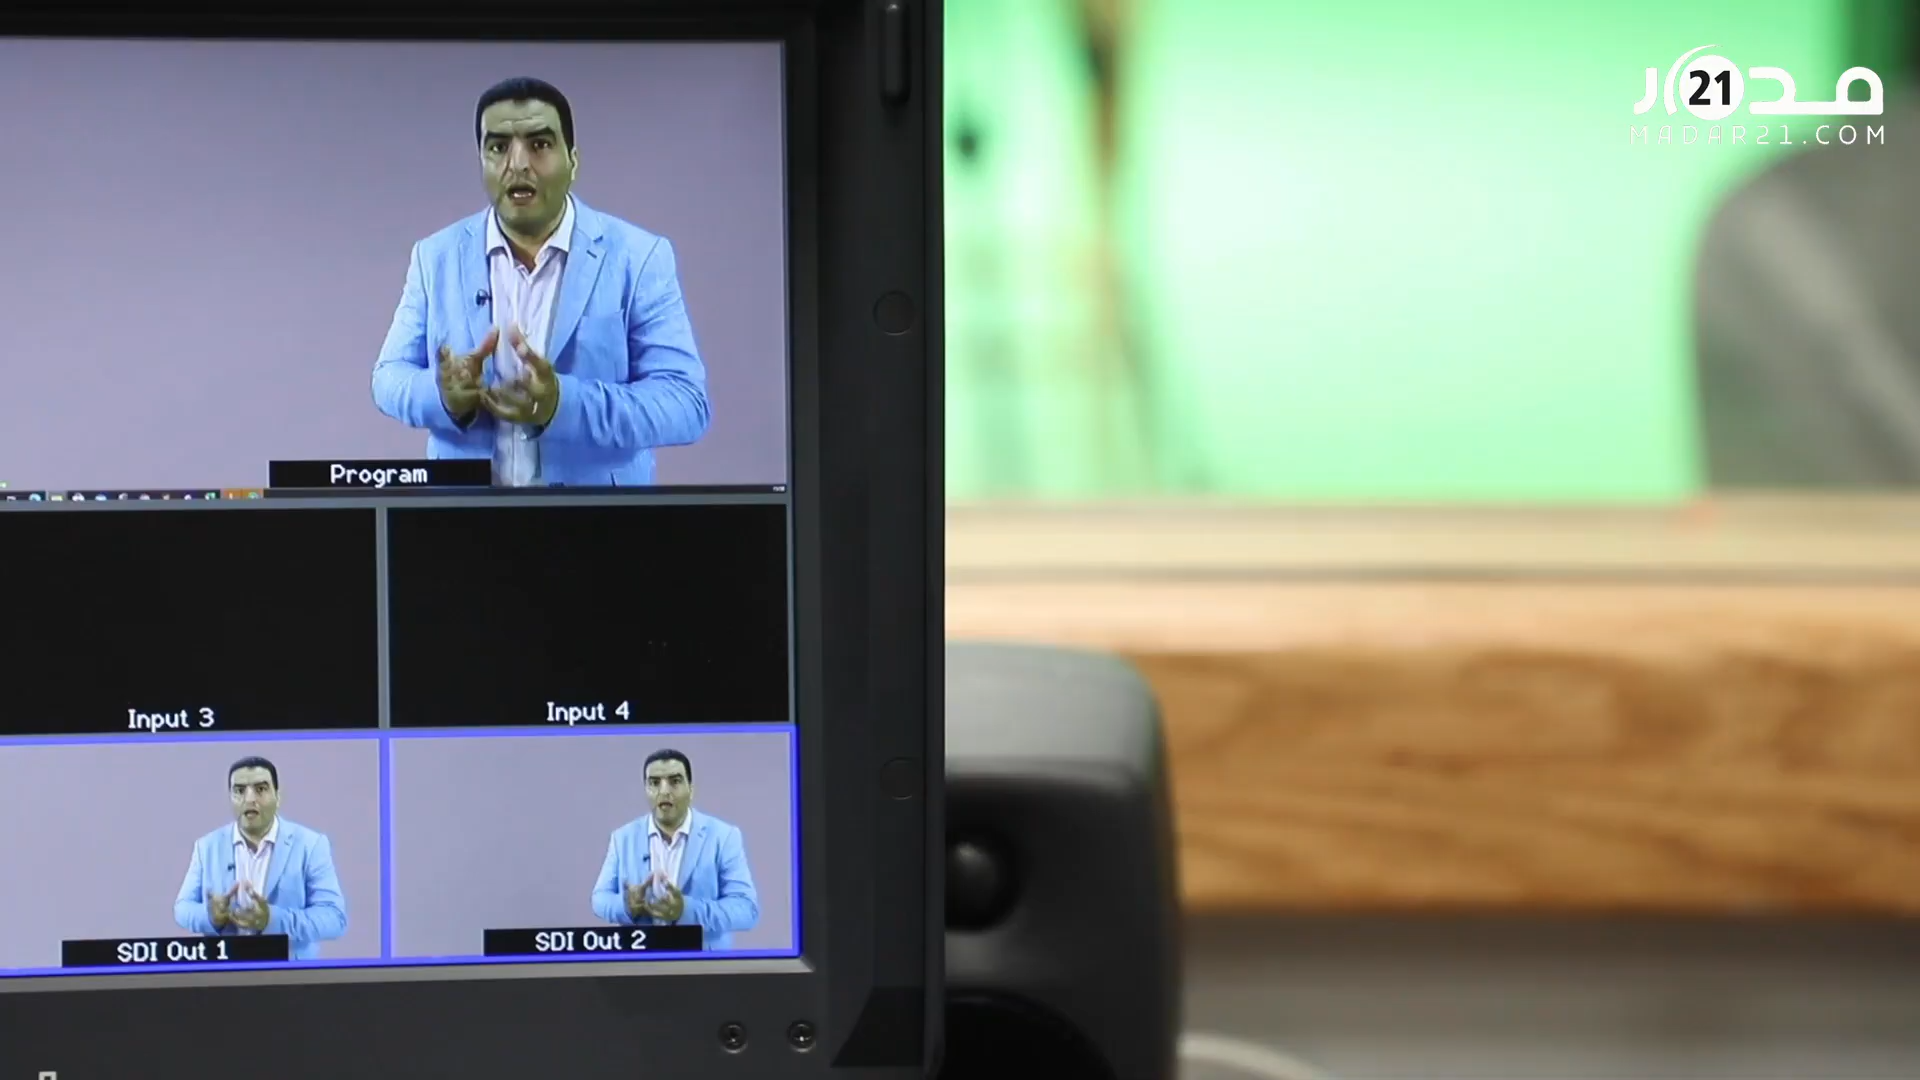 مدار
21
MADAR21.COM
Program
Input 3
Input 4
SDI Out 1
SDI Out 2